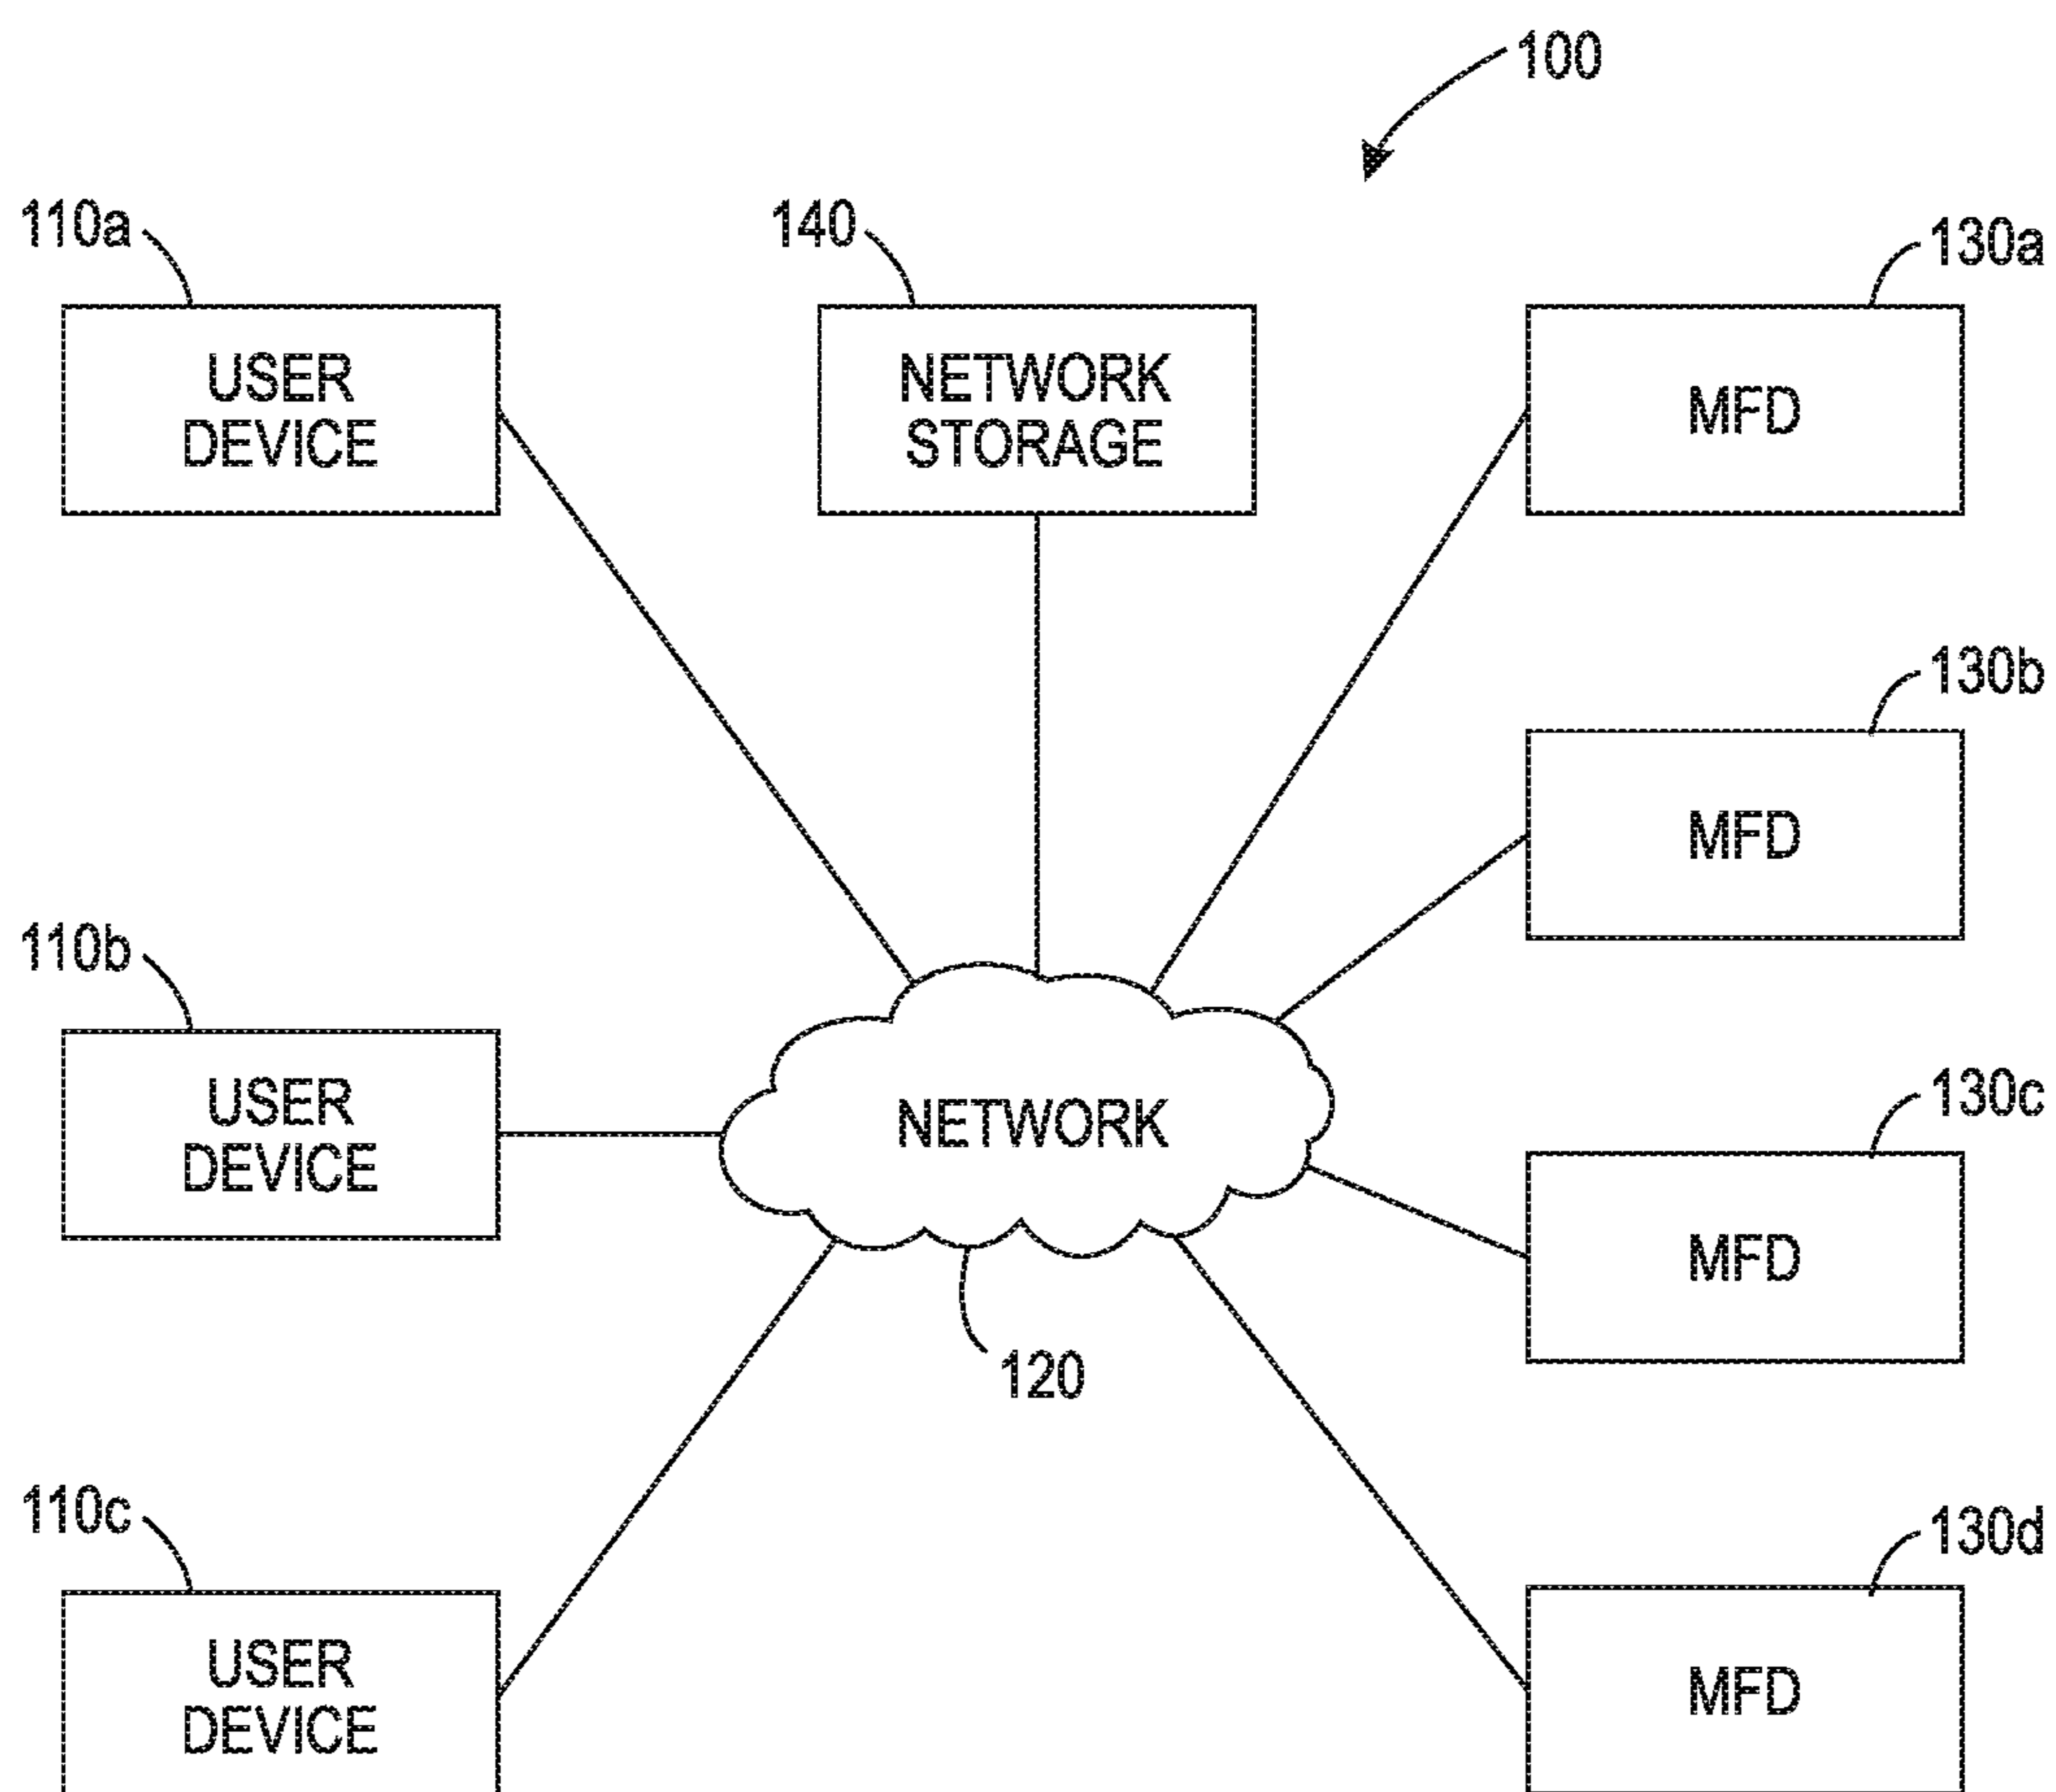 100
110a
140
130a
USER
DEVICE
NETWORK
STORAGE
MFD
130b
MFD
110b
USER
DEVICE
NETWORK
130c
MFD
120
110c
USER
DEVICE
130d
MFD